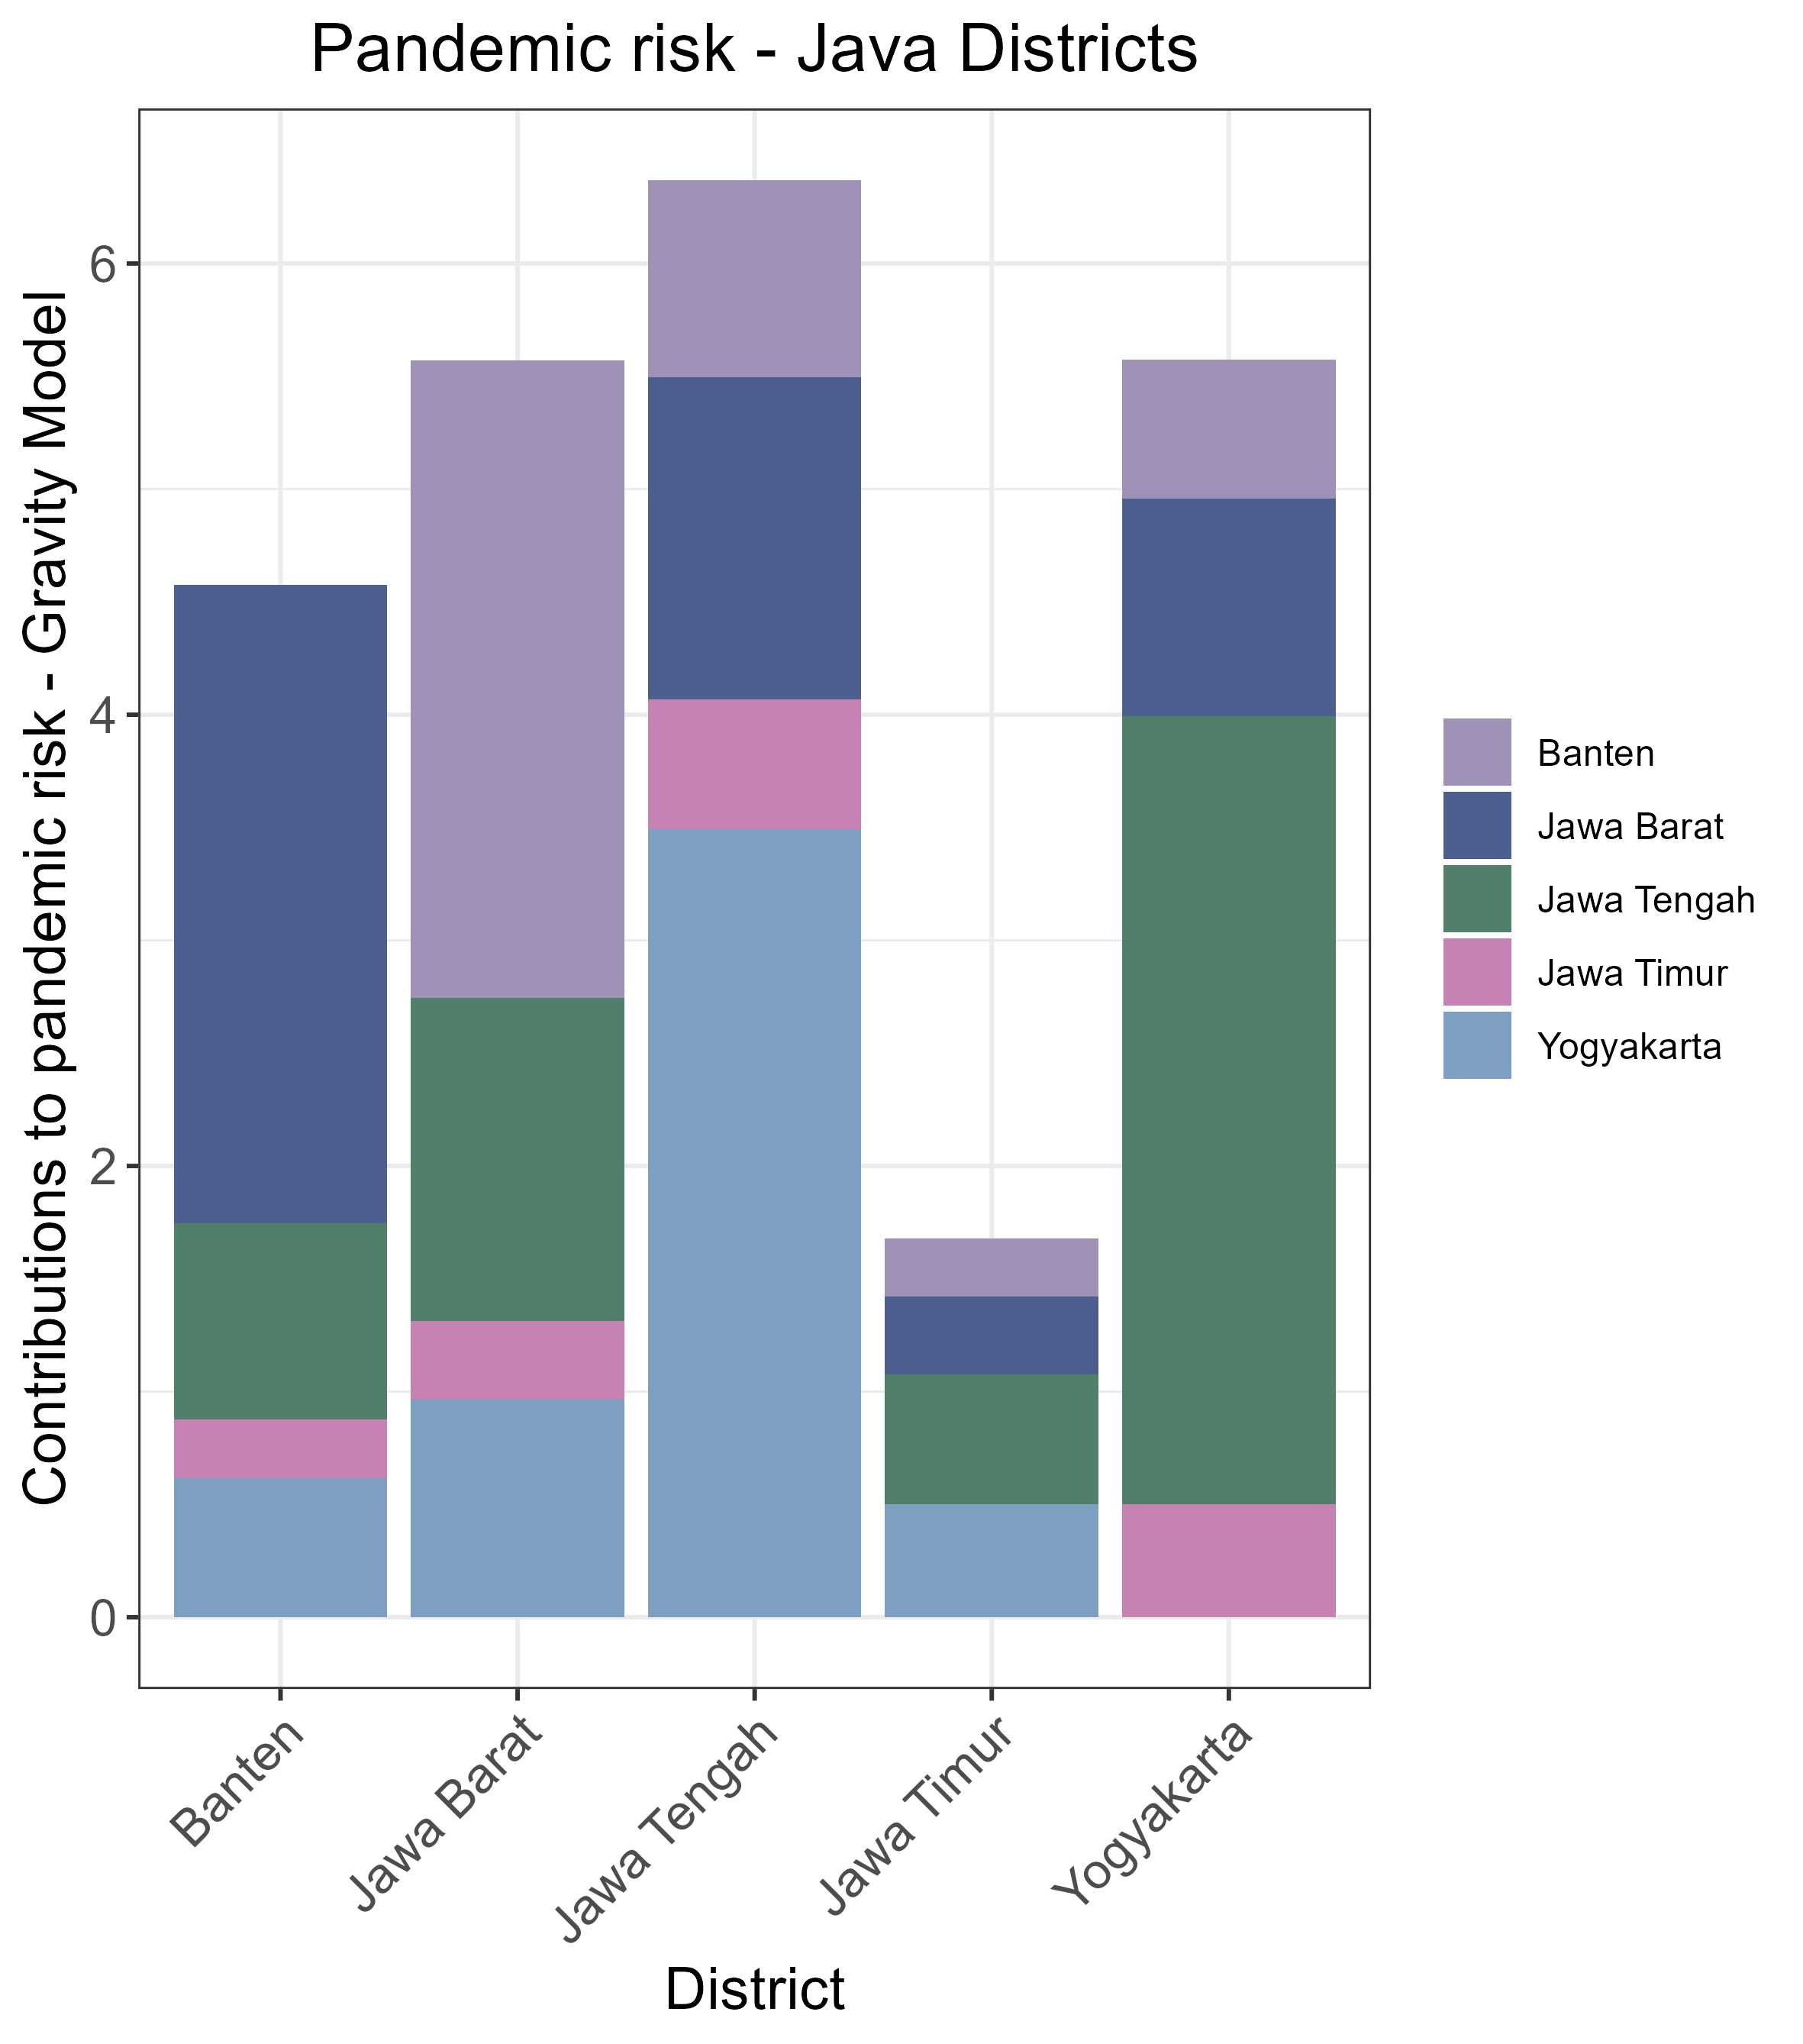 Pandemic risk - Java Districts
Contributions to pandemic risk - Gravity Model
6
4
2
0
Banten
Jawa Barat
Jawa Tengah
Jawa Timur
Yogyakarta
District
Banten
Jawa Barat
Jawa Tengah
Jawa Timur
Yogyakarta